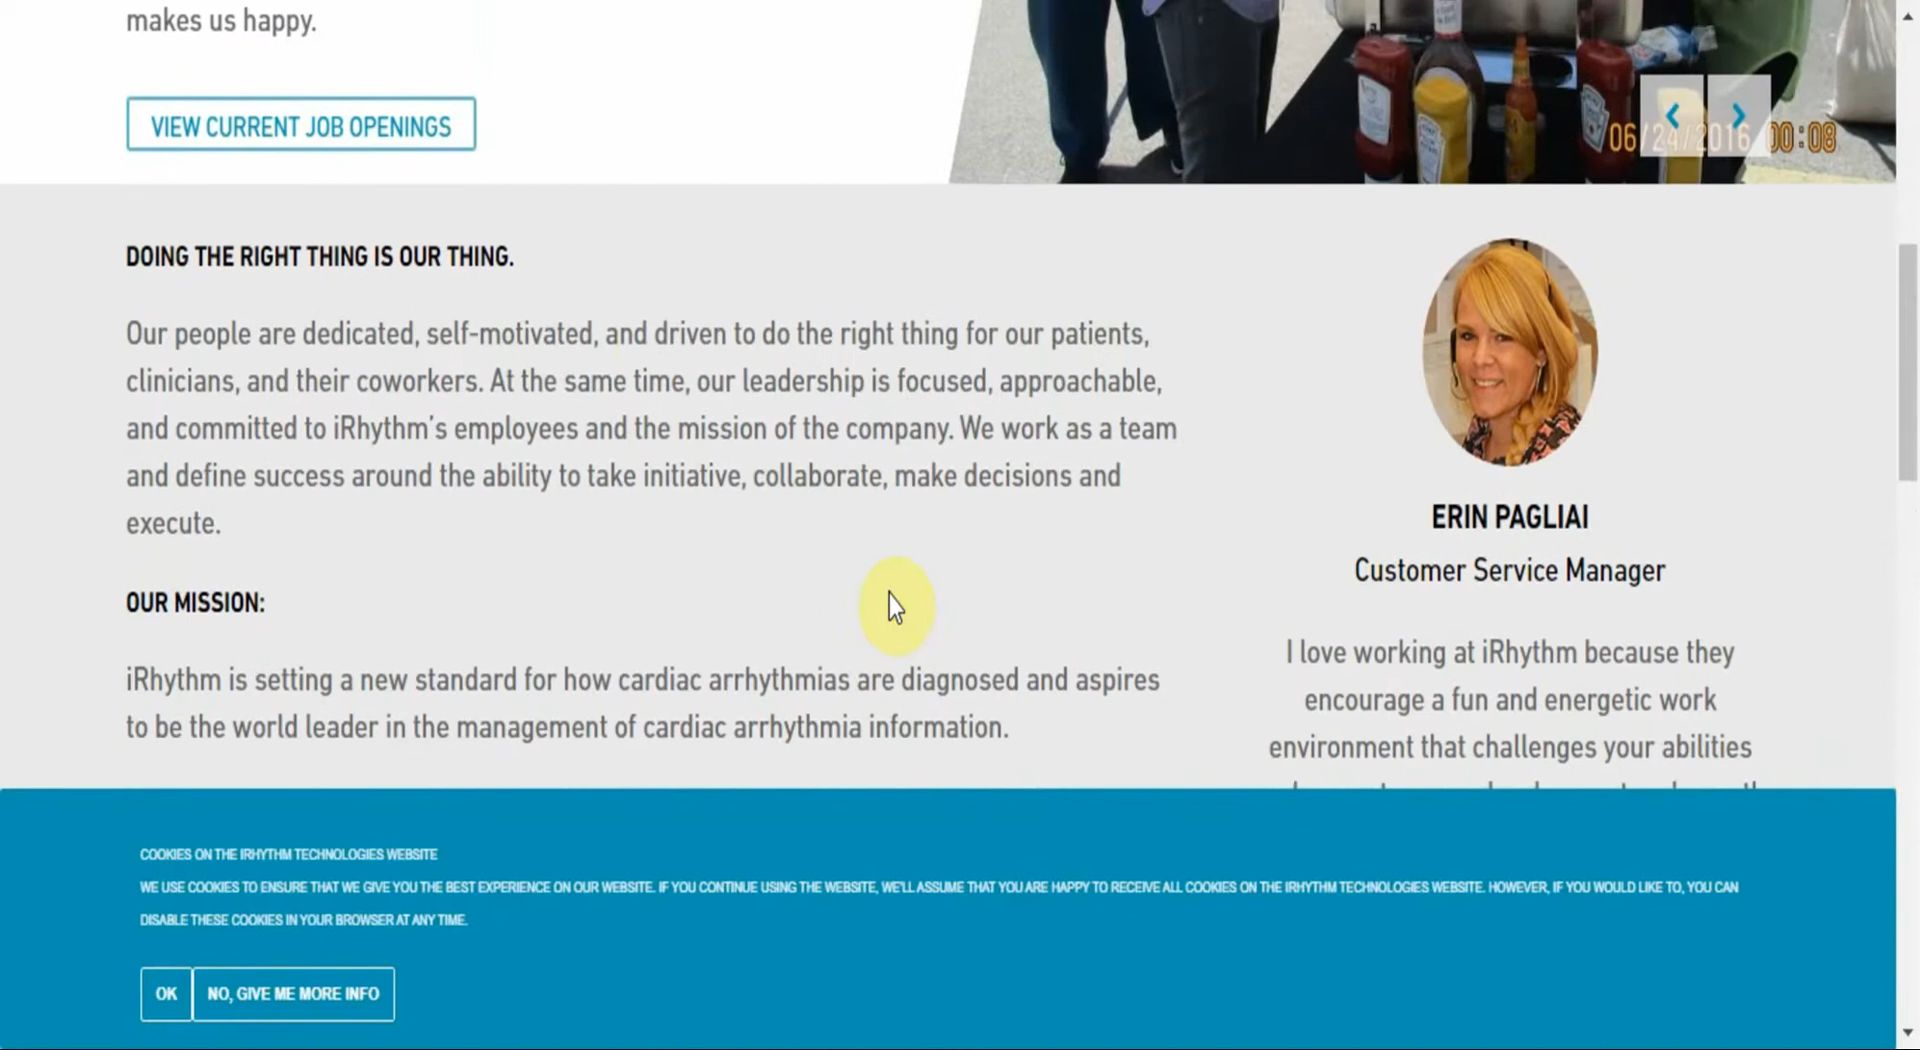 makes us happy.
VIEW CURRENT JOB OPENINGS
06/24/2016 00:08
DOING THE RIGHT THING IS OUR THING.
Our people are dedicated, self-motivated, and driven to do the right thing for our patients,
clinicians, and their coworkers. At the same time, our leadership is focused, approachable,
and committed to iRhythm's employees and the mission of the company. We work as a team
and define success around the ability to take initiative, collaborate, make decisions and
execute.
OUR MISSION:
iRhythm is setting a new standard for how cardiac arrhythmias are diagnosed and aspires
to be the world leader in the management of cardiac arrhythmia information.
ERIN PAGLIAI
Customer Service Manager
I love working at iRhythm because they
encourage a fun and energetic work
environment that challenges your abilities
COOKIES ON THE IRHYTHM TECHNOLOGIES WEBSITE
WE USE COOKIES TO ENSURE THAT WE GIVE YOU THE BEST EXPERIENCE ON OUR WEBSITE. IF YOU CONTINUE USING THE WEBSITE, WE'LL ASSUME THAT YOU ARE HAPPY TO RECEIVE ALL COOKIES ON THE IRHYTHM TECHNOLOGIES WEBSITE. HOWEVER, IF YOU WOULD LIKE TO, YOU CAN
DISABLE THESE COOKIES IN YOUR BROWSER AT ANY TIME.
OK
NO, GIVE ME MORE INFO